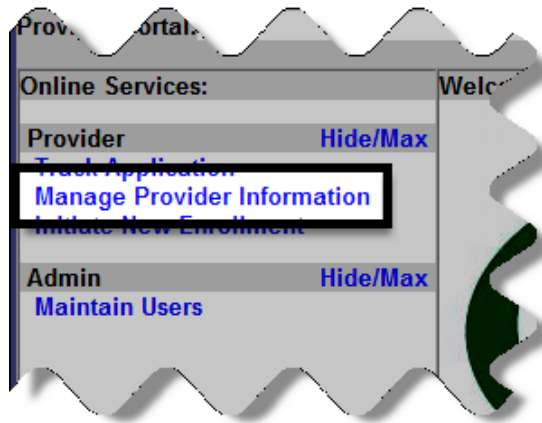 Online Services:
Provider Hide/Max
Track Application
Manage Provider Information
Initiate New Enrollment
Admin Hide/Max
Maintain Users